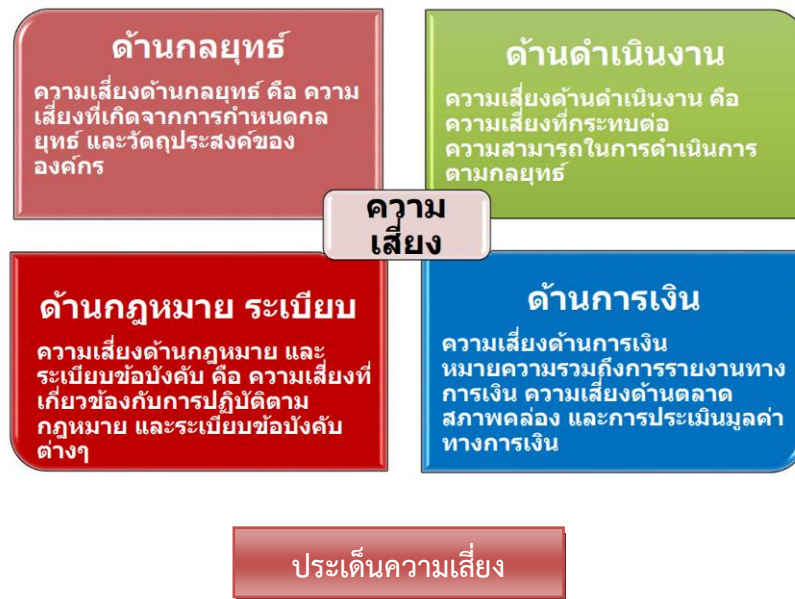 ด้านกลยุทธ์
ความเสี่ยงด้านกลยุทธ์ คือ ความ
เสี่ยงที่เกิดจากการกำหนดกล
ยุทธ์ และวัตถุประสงค์ของ
องค์กร
ด้านดำเนินงาน
ความเสี่ยงด้านดำเนินงาน คือ
ความเสี่ยงที่กระทบต่อ
ความสามารถในการดำเนินการ
ตามกลยุทธ์
ความ
เสี่ยง
ด้านกฎหมาย ระเบียบ
ความเสี่ยงด้านกฎหมาย และ
ระเบียบข้อบังคับ คือ ความเสี่ยงที่
เกี่ยวข้องกับการปฏิบัติตาม
กฎหมาย และระเบียบข้อบังคับ
ต่างๆ
ด้านการเงิน
ความเสี่ยงด้านการเงิน
หมายความรวมถึงการรายงานทาง
การเงิน ความเสี่ยงด้านตลาด
สภาพคล่อง และการประเมินมูลค่า
ทางการเงิน
ประเด็นความเสี่ยง